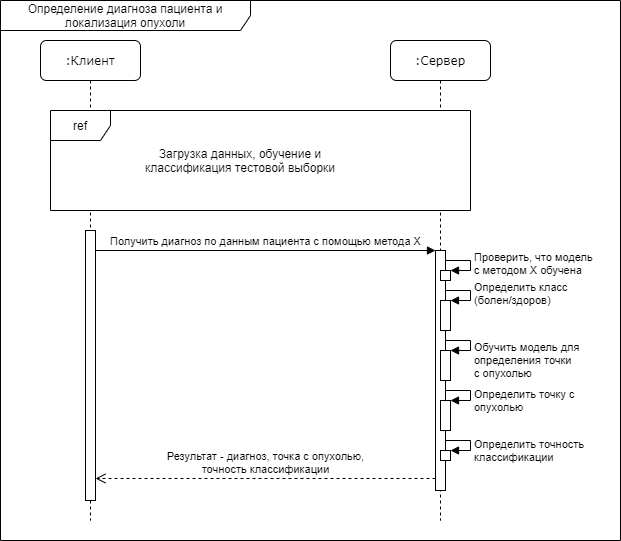 Определение диагноза пациента и
локализация опухоли
:Клиент
:Сервер
ref
Загрузка данных, обучение и
классификация тестовой выборки
Получить диагноз по данным пациента с помощью метода X
Проверить, что модель
с методом X обучена
Определить класс
(болен/здоров)
Обучить модель для
определения точки
с опухолью
Определить точку с
опухолью
Определить точность
классификации
Результат - диагноз, точка с опухолью,
точность классификации